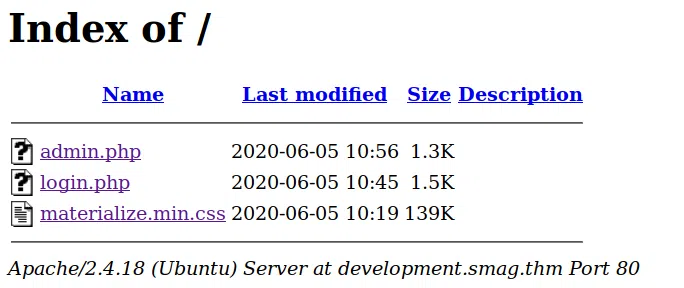 Index of /
Name Last modified Size Description
admin.php 2020-06-05 10:56 1.3K
login.php 2020-06-05 10:45 1.5K
materialize.min.css 2020-06-05 10:19 139K
Apache/2.4.18 (Ubuntu) Server at development.smag.thm Port 80